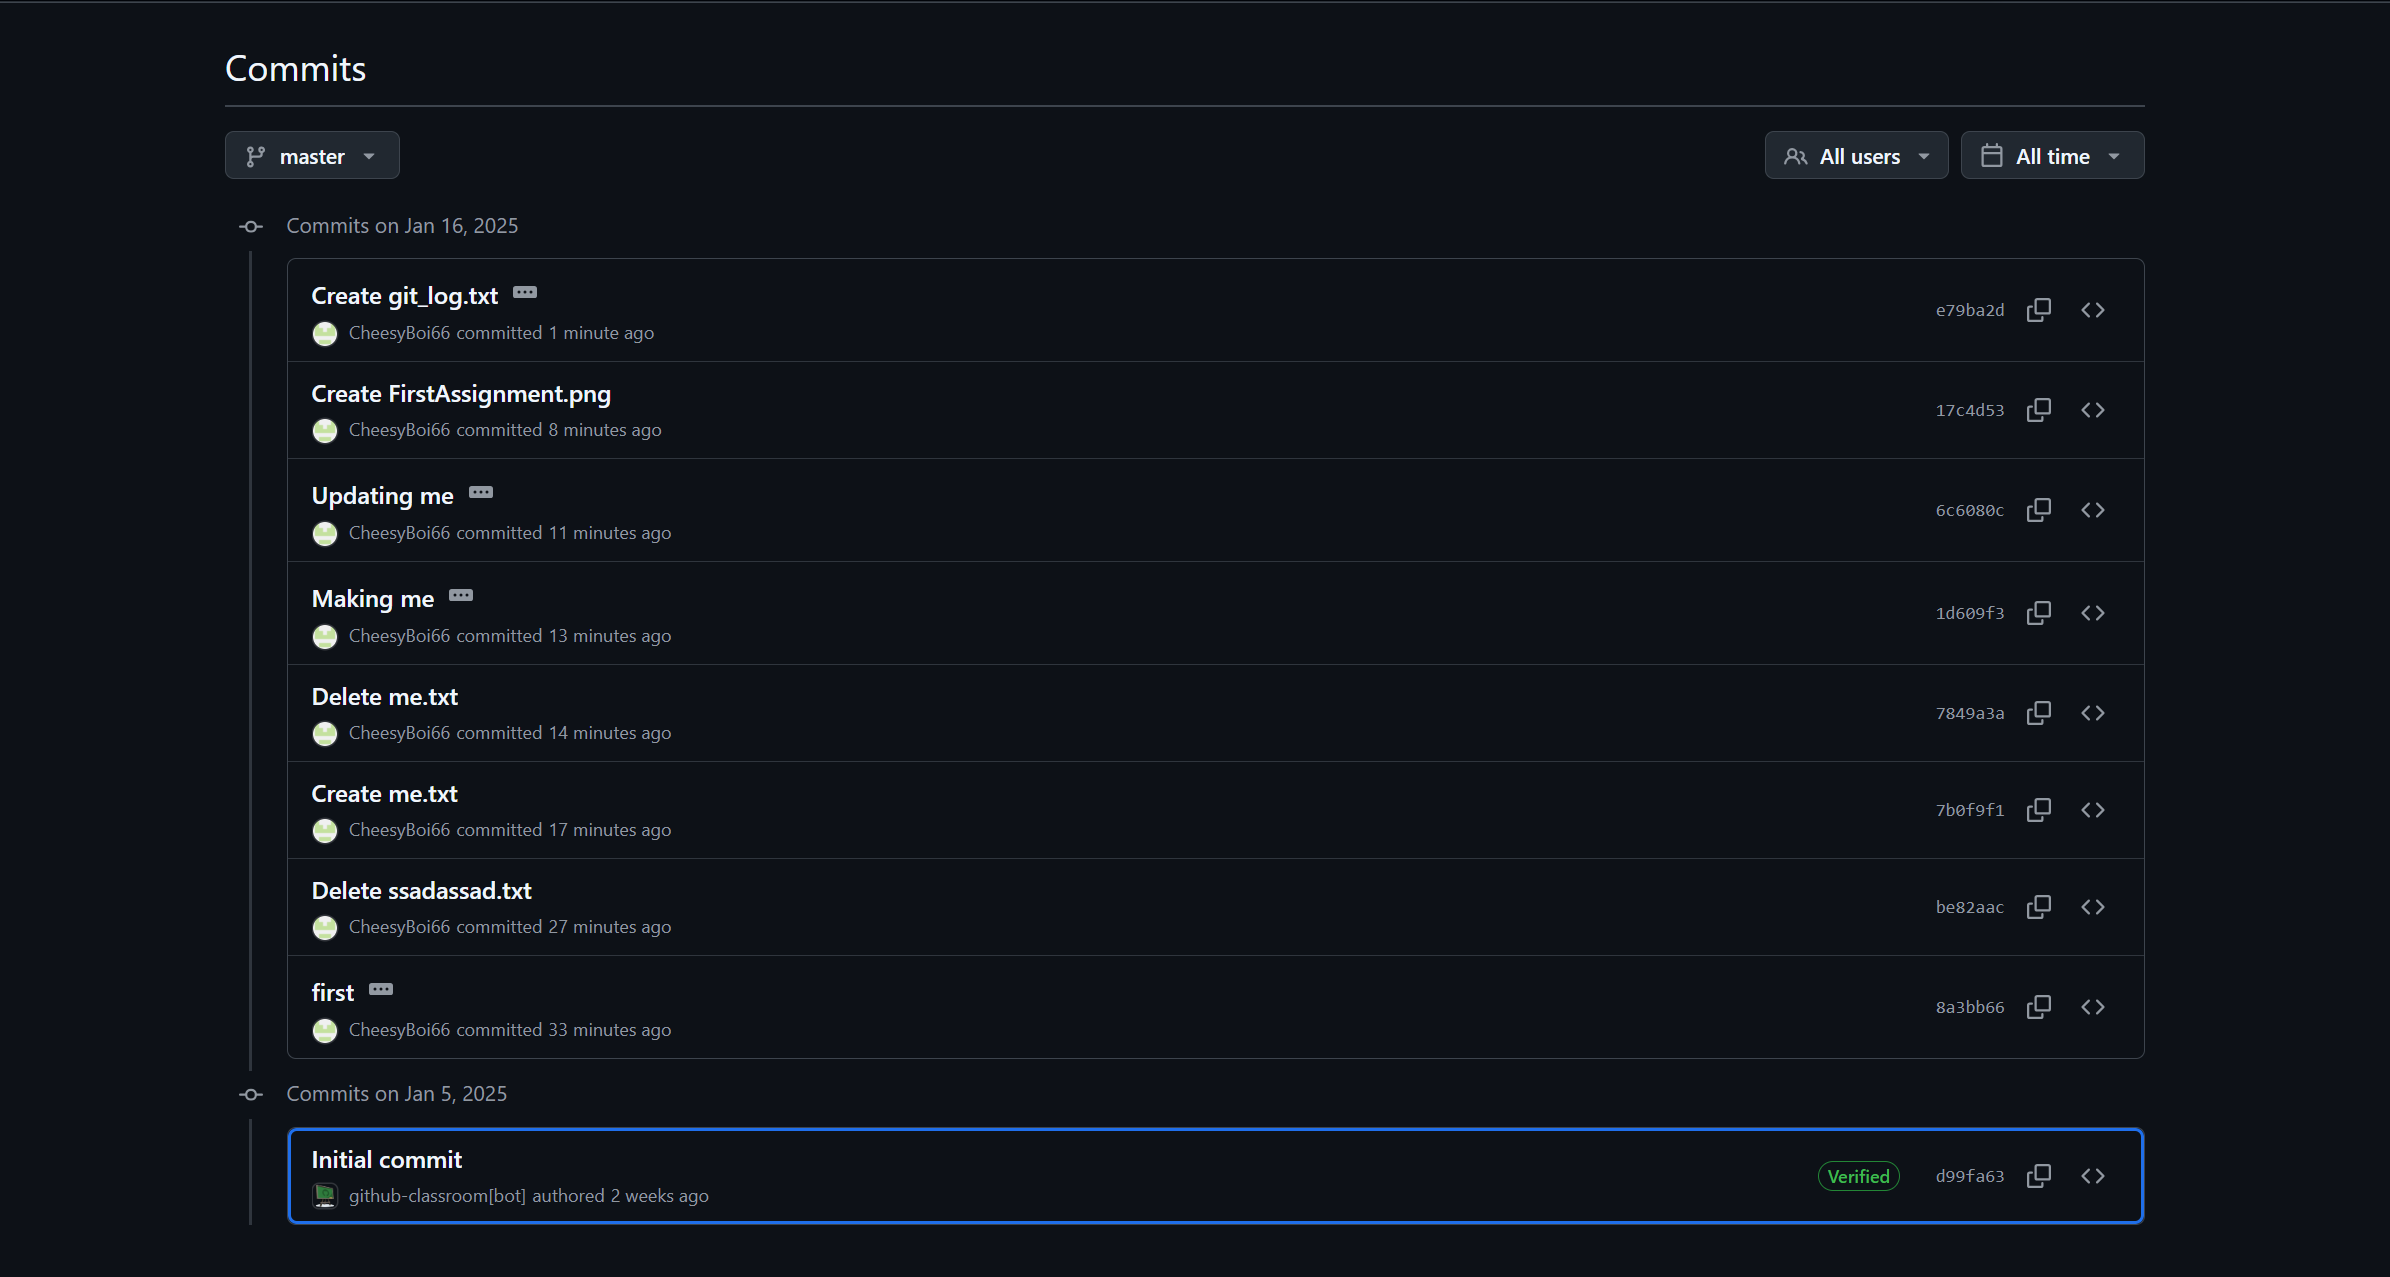 Commits
master
All users
All time
Commits on Jan 16, 2025
Create git_log.txt
CheesyBoi66 committed 1 minute ago
e79ba2d
Create FirstAssignment.png
CheesyBoi66 committed 8 minutes ago
17c4d53
Updating me
CheesyBoi66 committed 11 minutes ago
6c6080c
Making me
CheesyBoi66 committed 13 minutes ago
1d609f3
Delete me.txt
CheesyBoi66 committed 14 minutes ago
7849a3a
Create me.txt
CheesyBoi66 committed 17 minutes ago
7b0f9f1
Delete ssadassad.txt
CheesyBoi66 committed 27 minutes ago
be82aac
first
CheesyBoi66 committed 33 minutes ago
8a3bb66
Commits on Jan 5, 2025
Initial commit
github-classroom[bot] authored 2 weeks ago
Verified
d99fa63